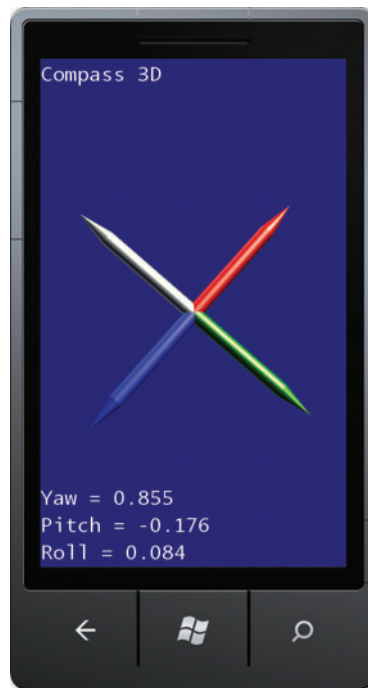 Compass 3D
Yaw = 0.855
Pitch = -0.176
Roll = 0.084